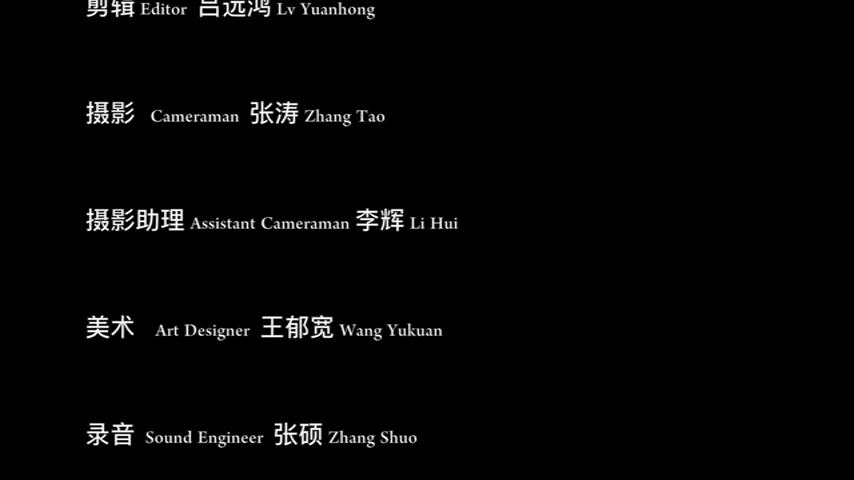 剪辑 Editor 吕远鸿 Lv Yuanhong
摄影 Cameraman 张涛 Zhang Tao
摄影助理 Assistant Cameraman 李辉 Li Hui
美术 Art Designer 王郁宽 Wang Yukuan
录音 Sound Engineer 张硕 Zhang Shuo